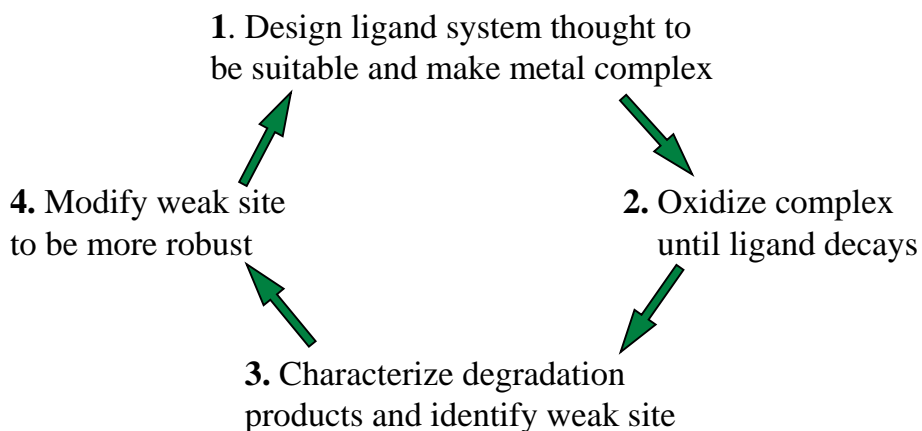 1. Design ligand system thought to
be suitable and make metal complex
2. Oxidize complex
until ligand decays
3. Characterize degradation
products and identify weak site
4. Modify weak site
to be more robust